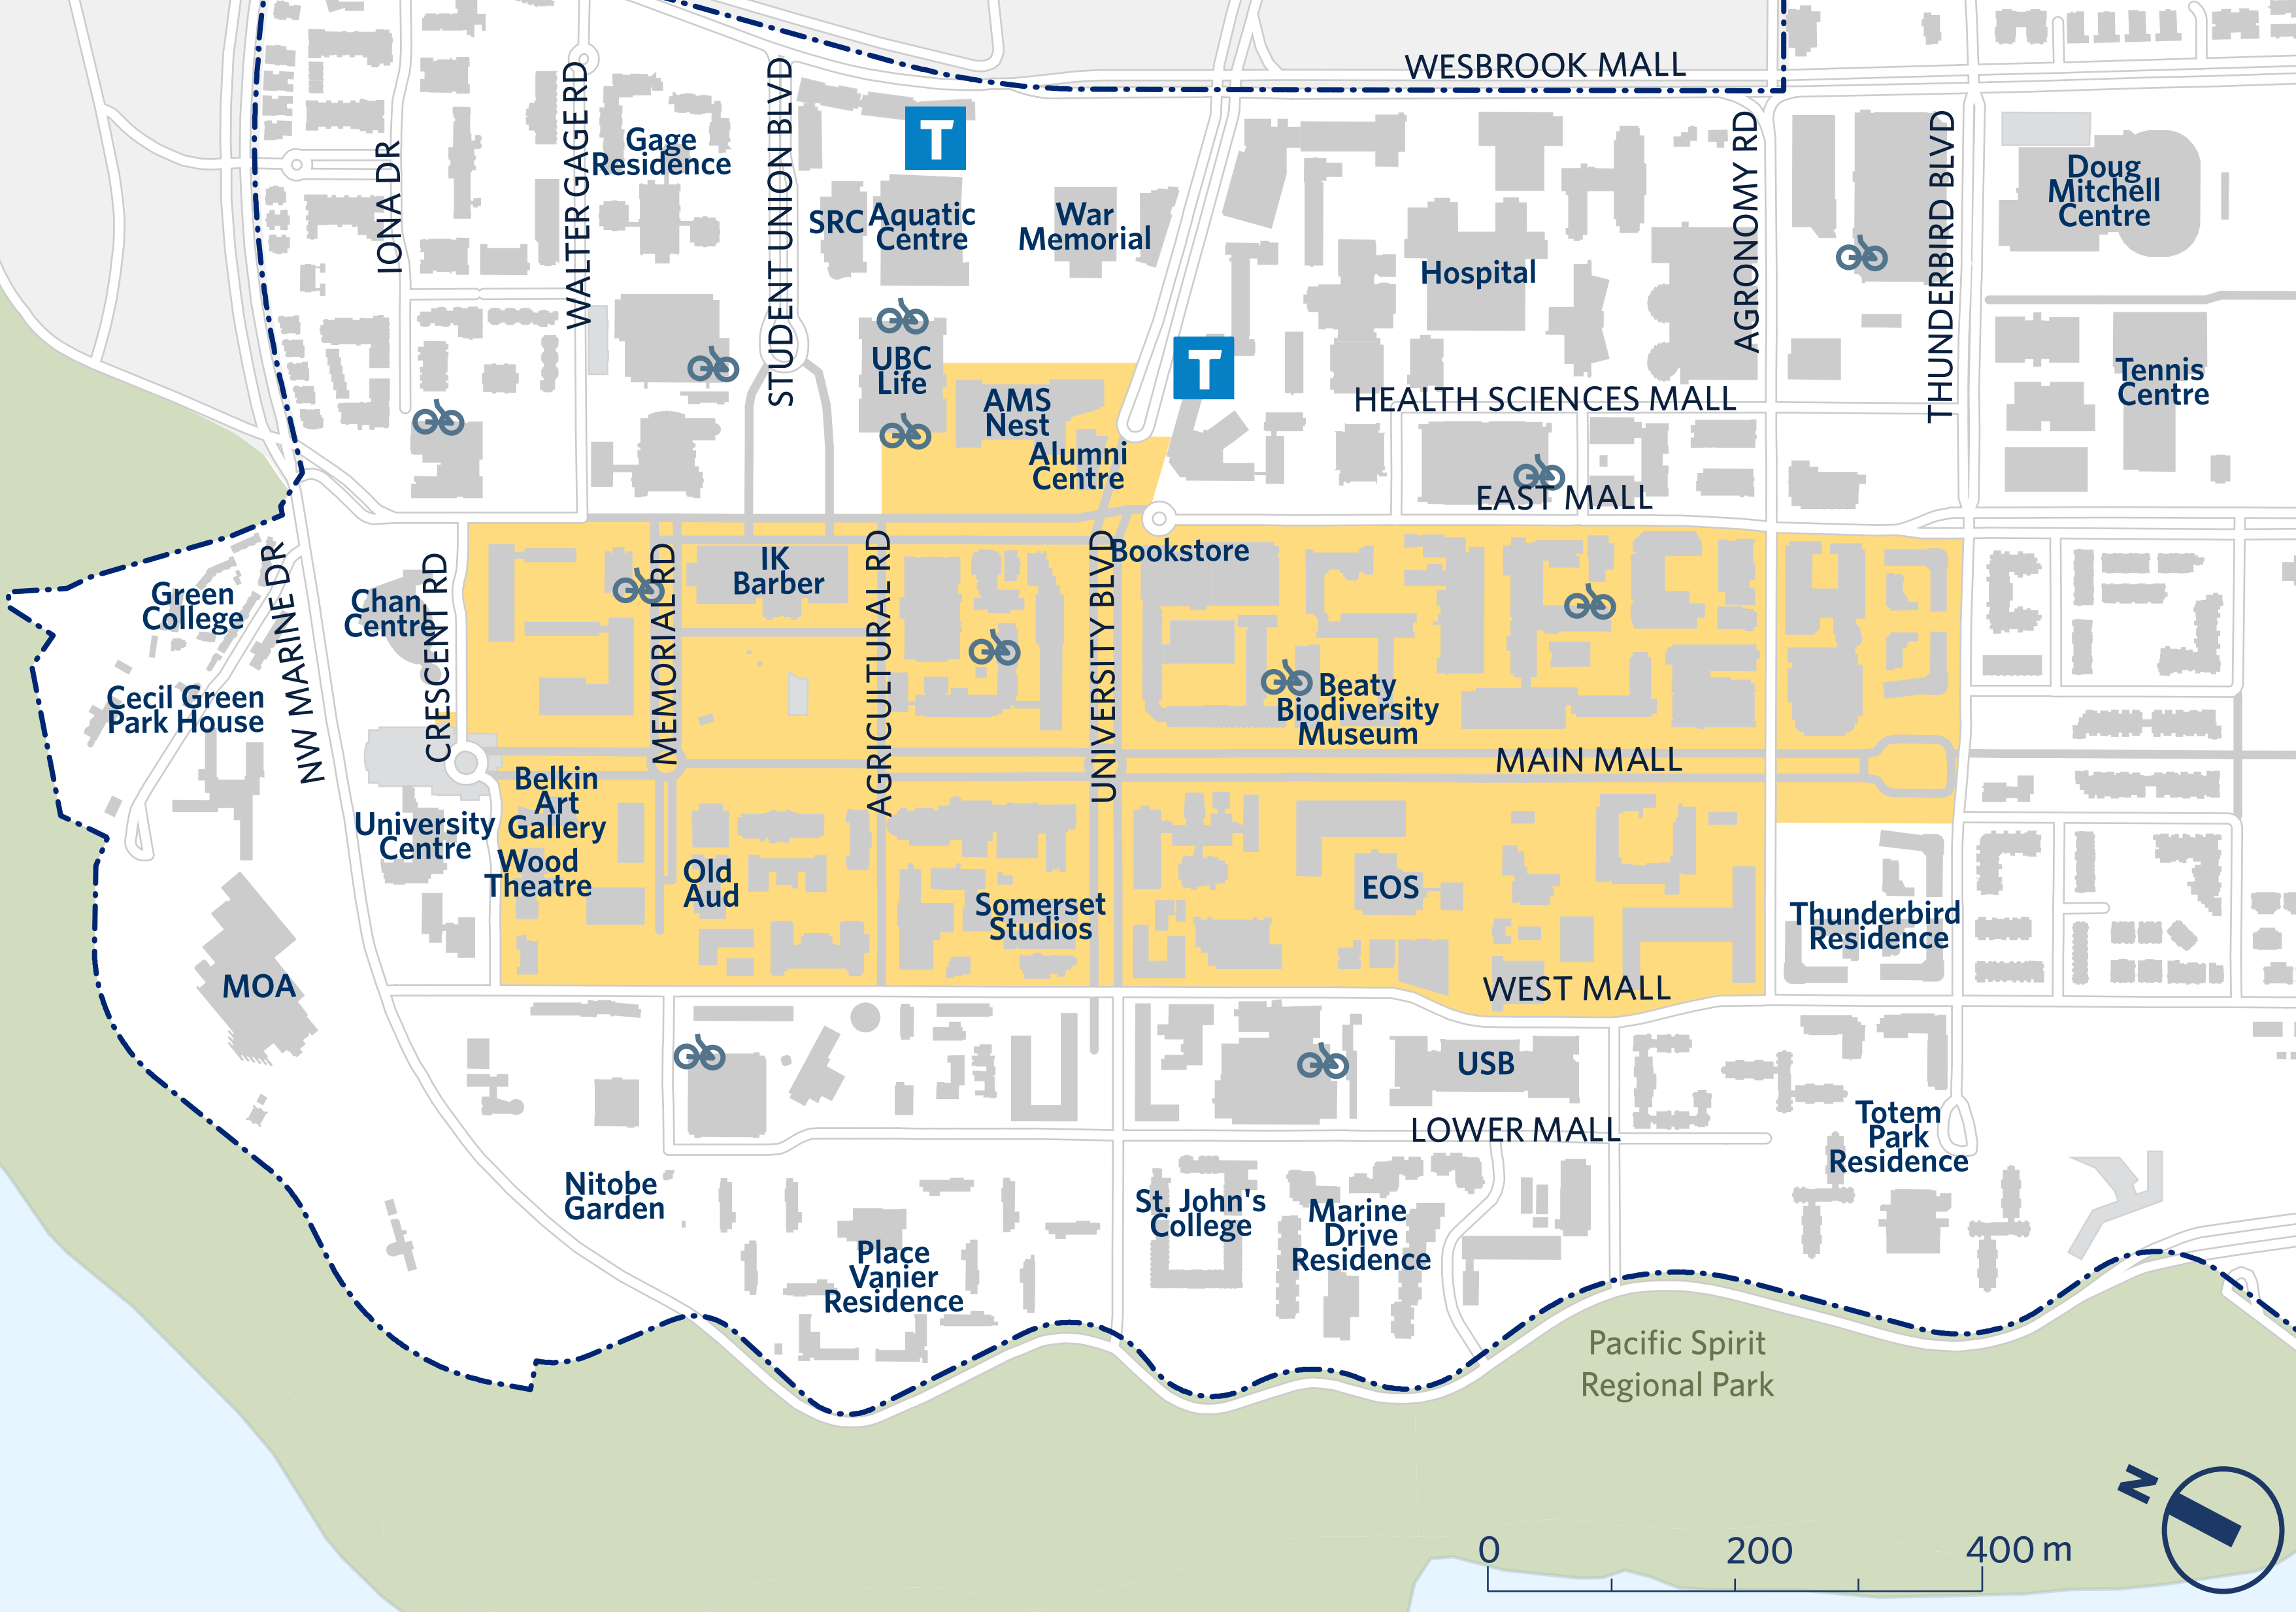 WESBROOK MALL
IONA DR
WALTER GAGE RD
Gage
Residence
STUDENT UNION BLVD
T
SRC
Aquatic
Centre
War
Memorial
Hospital
AGRONOMY RD
THUNDERBIRD BLVD
Doug
Mitchell
Centre
UBC
Life
T
AMS
Nest
Alumni
Centre
HEALTH SCIENCES MALL
Tennis
Centre
EAST MALL
Green
College
NW MARINE DR
Chan
Centre
CRESCENT RD
MEMORIAL RD
IK
Barber
AGRICULTURAL RD
UNIVERSITY BLVD
Bookstore
Cecil Green
Park House
Beaty
Biodiversity
Museum
MAIN MALL
Belkin
Art
Gallery
University
Centre
Wood
Theatre
Old
Aud
Somerset
Studios
EOS
Thunderbird
Residence
MOA
WEST MALL
USB
LOWER MALL
Totem
Park
Residence
Nitobe
Garden
Place
Vanier
Residence
St. John's
College
Marine
Drive
Residence
Pacific Spirit
Regional Park
N
0 200 400 m